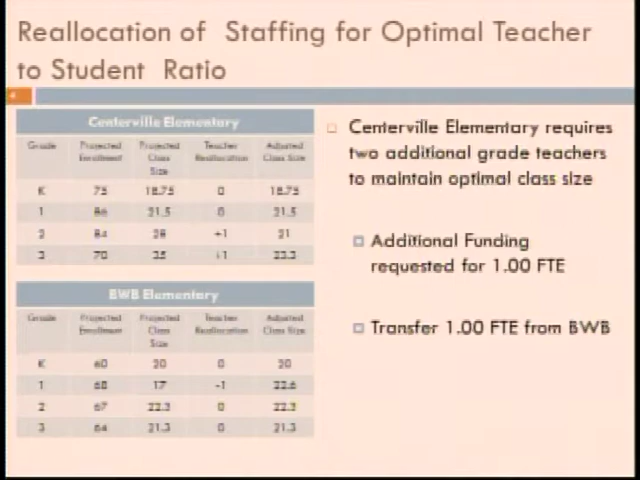 Reallocation of Staffing for Optimal Teacher
to Student Ratio
4
Centerville Elementary
Grade Projected Enrollment Projected Class Size Teacher Reallocation Adjusted Class Size
K 75 18.75 0 18.75
1 86 21.5 0 21.5
2 84 28 +1 21
3 70 35 +1 23.3
BWB Elementary
Grade Projected Enrollment Projected Class Size Teacher Reallocation Adjusted Class Size
K 60 20 0 20
1 68 17 -1 22.6
2 67 22.3 0 22.3
3 64 21.3 0 21.3
Centerville Elementary requires
two additional grade teachers
to maintain optimal class size
Additional Funding
requested for 1.00 FTE
Transfer 1.00 FTE from BWB